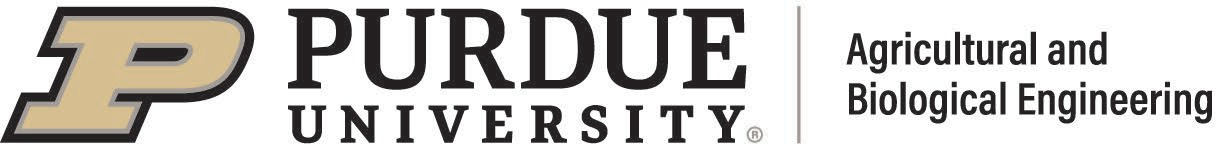 P
PURDUE
UNIVERSITY®
Agricultural and
Biological Engineering